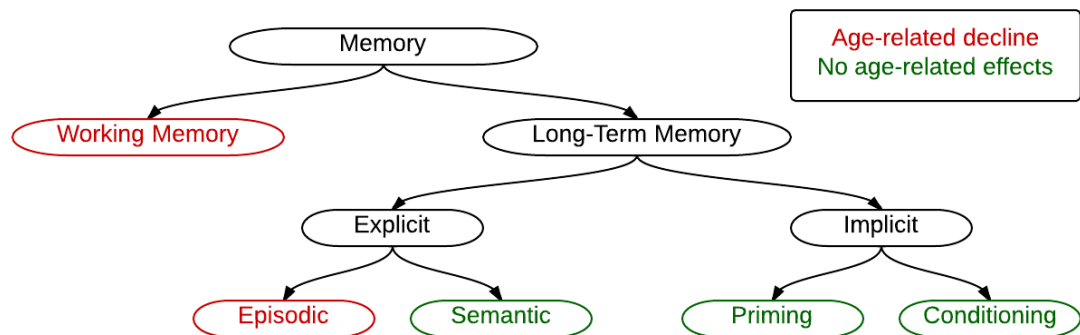 Memory
Age-related decline
No age-related effects
Working Memory
Long-Term Memory
Explicit
Implicit
Episodic
Semantic
Priming
Conditioning